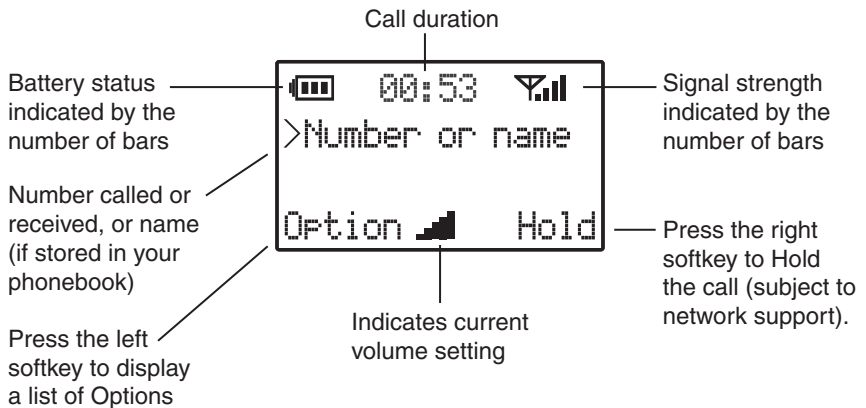 Call duration
Battery status
indicated by the
number of bars
00:53
Signal strength
indicated by the
number of bars
>Number or name
Number called or
received, or name
(if stored in your
phonebook)
Option
Hold
Press the right
softkey to Hold
the call (subject to
network support).
Indicates current
volume setting
Press the left
softkey to display
a list of Options